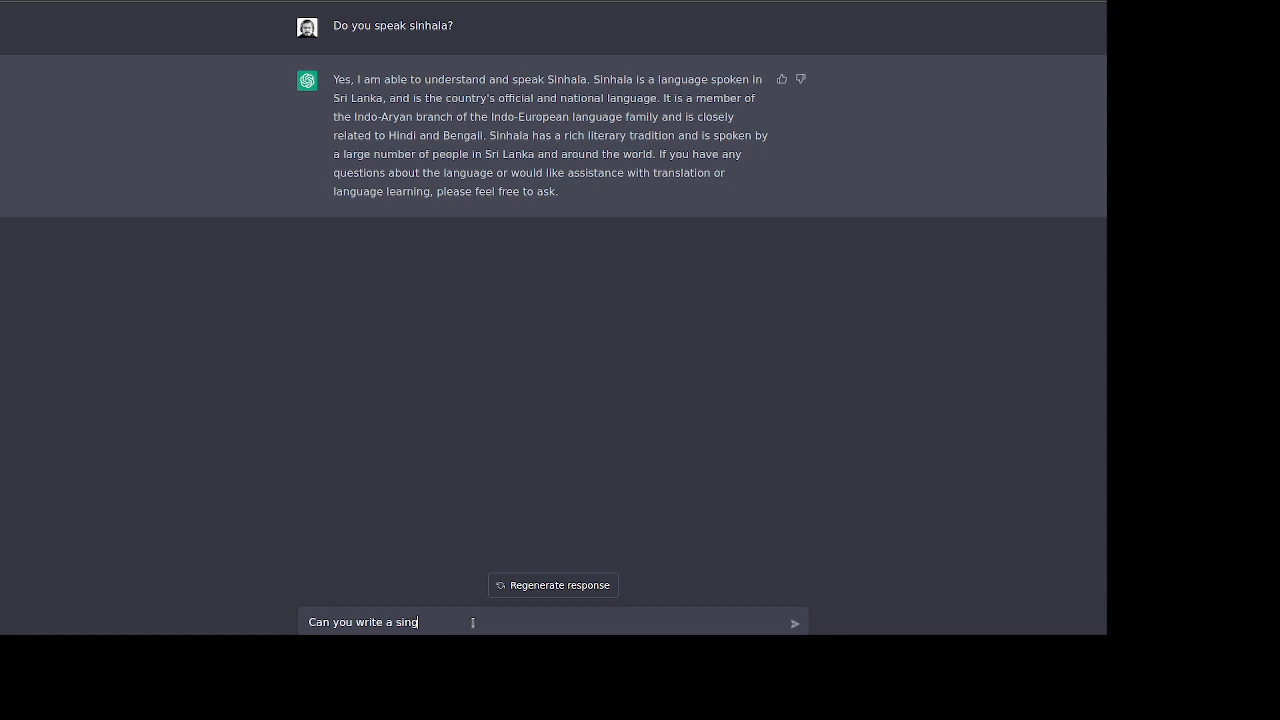 Do you speak sinhala?
Yes, I am able to understand and speak Sinhala. Sinhala is a language spoken in
Sri Lanka, and is the country's official and national language. It is a member of
the Indo-Aryan branch of the Indo-European language family and is closely
related to Hindi and Bengali. Sinhala has a rich literary tradition and is spoken by
a large number of people in Sri Lanka and around the world. If you have any
questions about the language or would like assistance with translation or
language learning, please feel free to ask.
Regenerate response
Can you write a sing